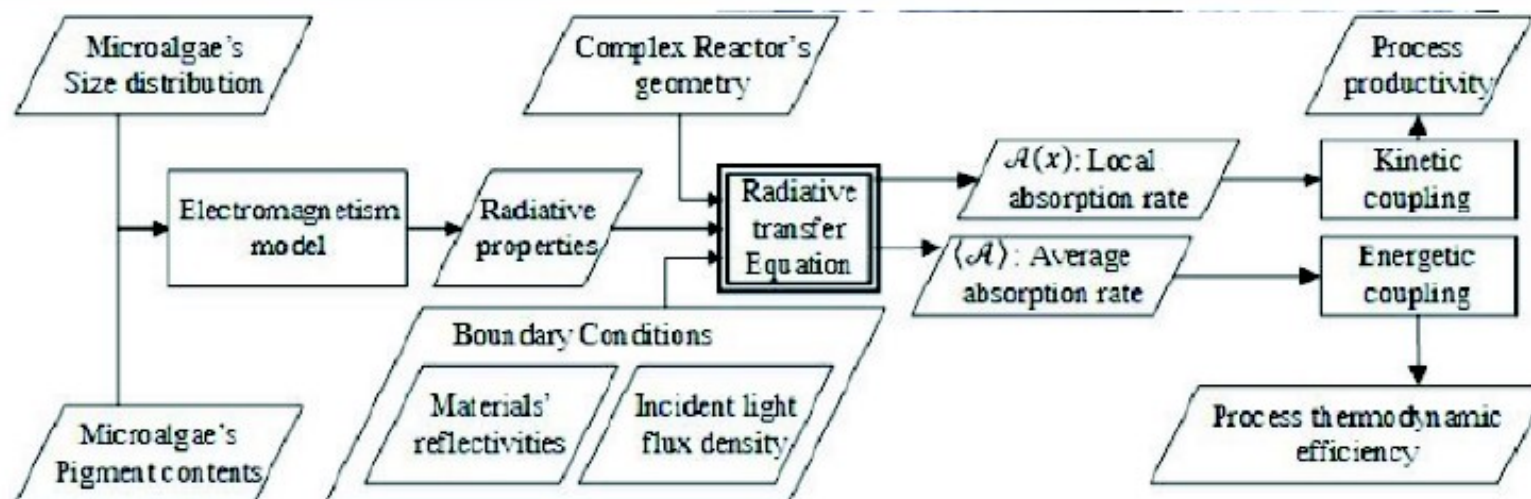 Microalgae's
Size distribution
Complex Reactor's
geometry
Process
productivity
Electromagnetism
model
Radiative
properties
Radiative
transfer
Equation
𝒜(x): Local
absorption rate
Kinetic
coupling
⟨𝒜⟩: Average
absorption rate
Energetic
coupling
Boundary Conditions
Materials'
reflectivities
Incident light
flux density
Microalgae's
Pigment contents
Process thermodynamic
efficiency